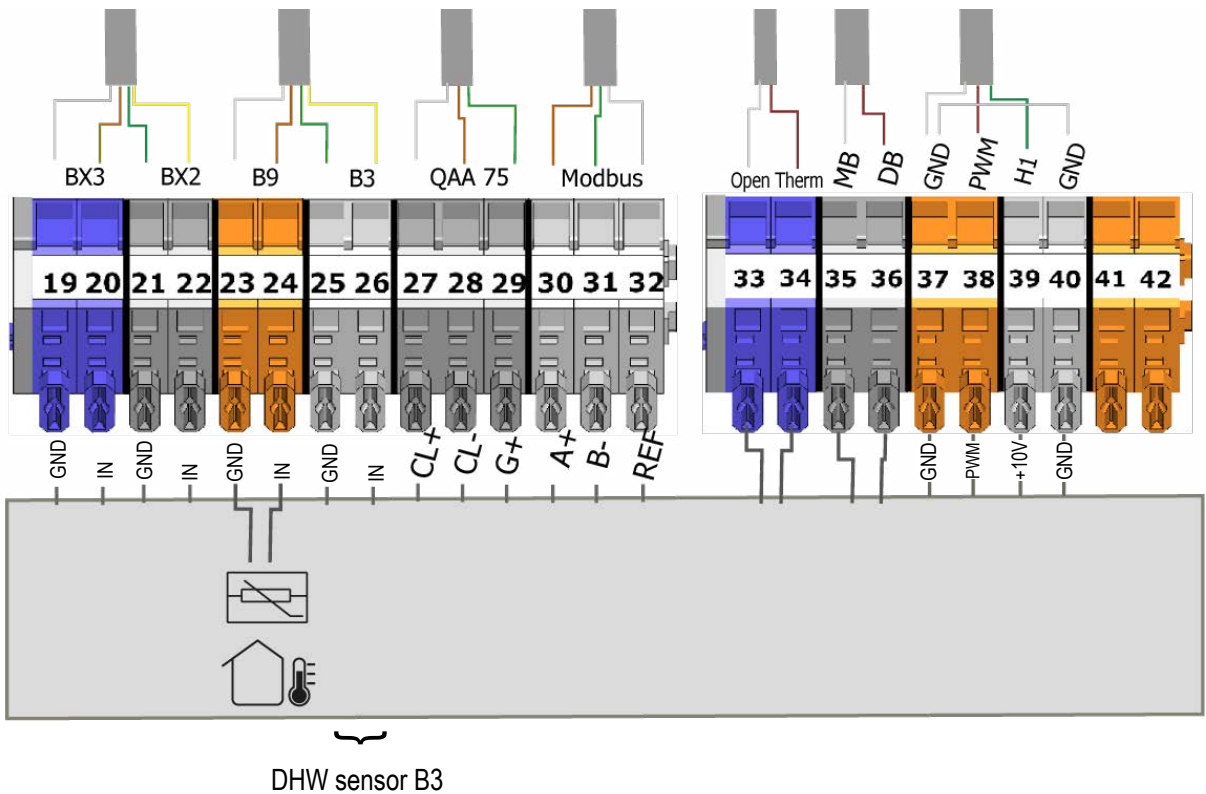 BX3 BX2 B9 B3 QAA 75 Modbus Open Therm MB DB GND PWM H1 GND
19 20 21 22 23 24 25 26 27 28 29 30 31 32 33 34 35 36 37 38 39 40 41 42
GND IN GND IN GND IN GND IN CL+ CL- G+ A+ B- REF GND PWM +10V GND
DHW sensor B3